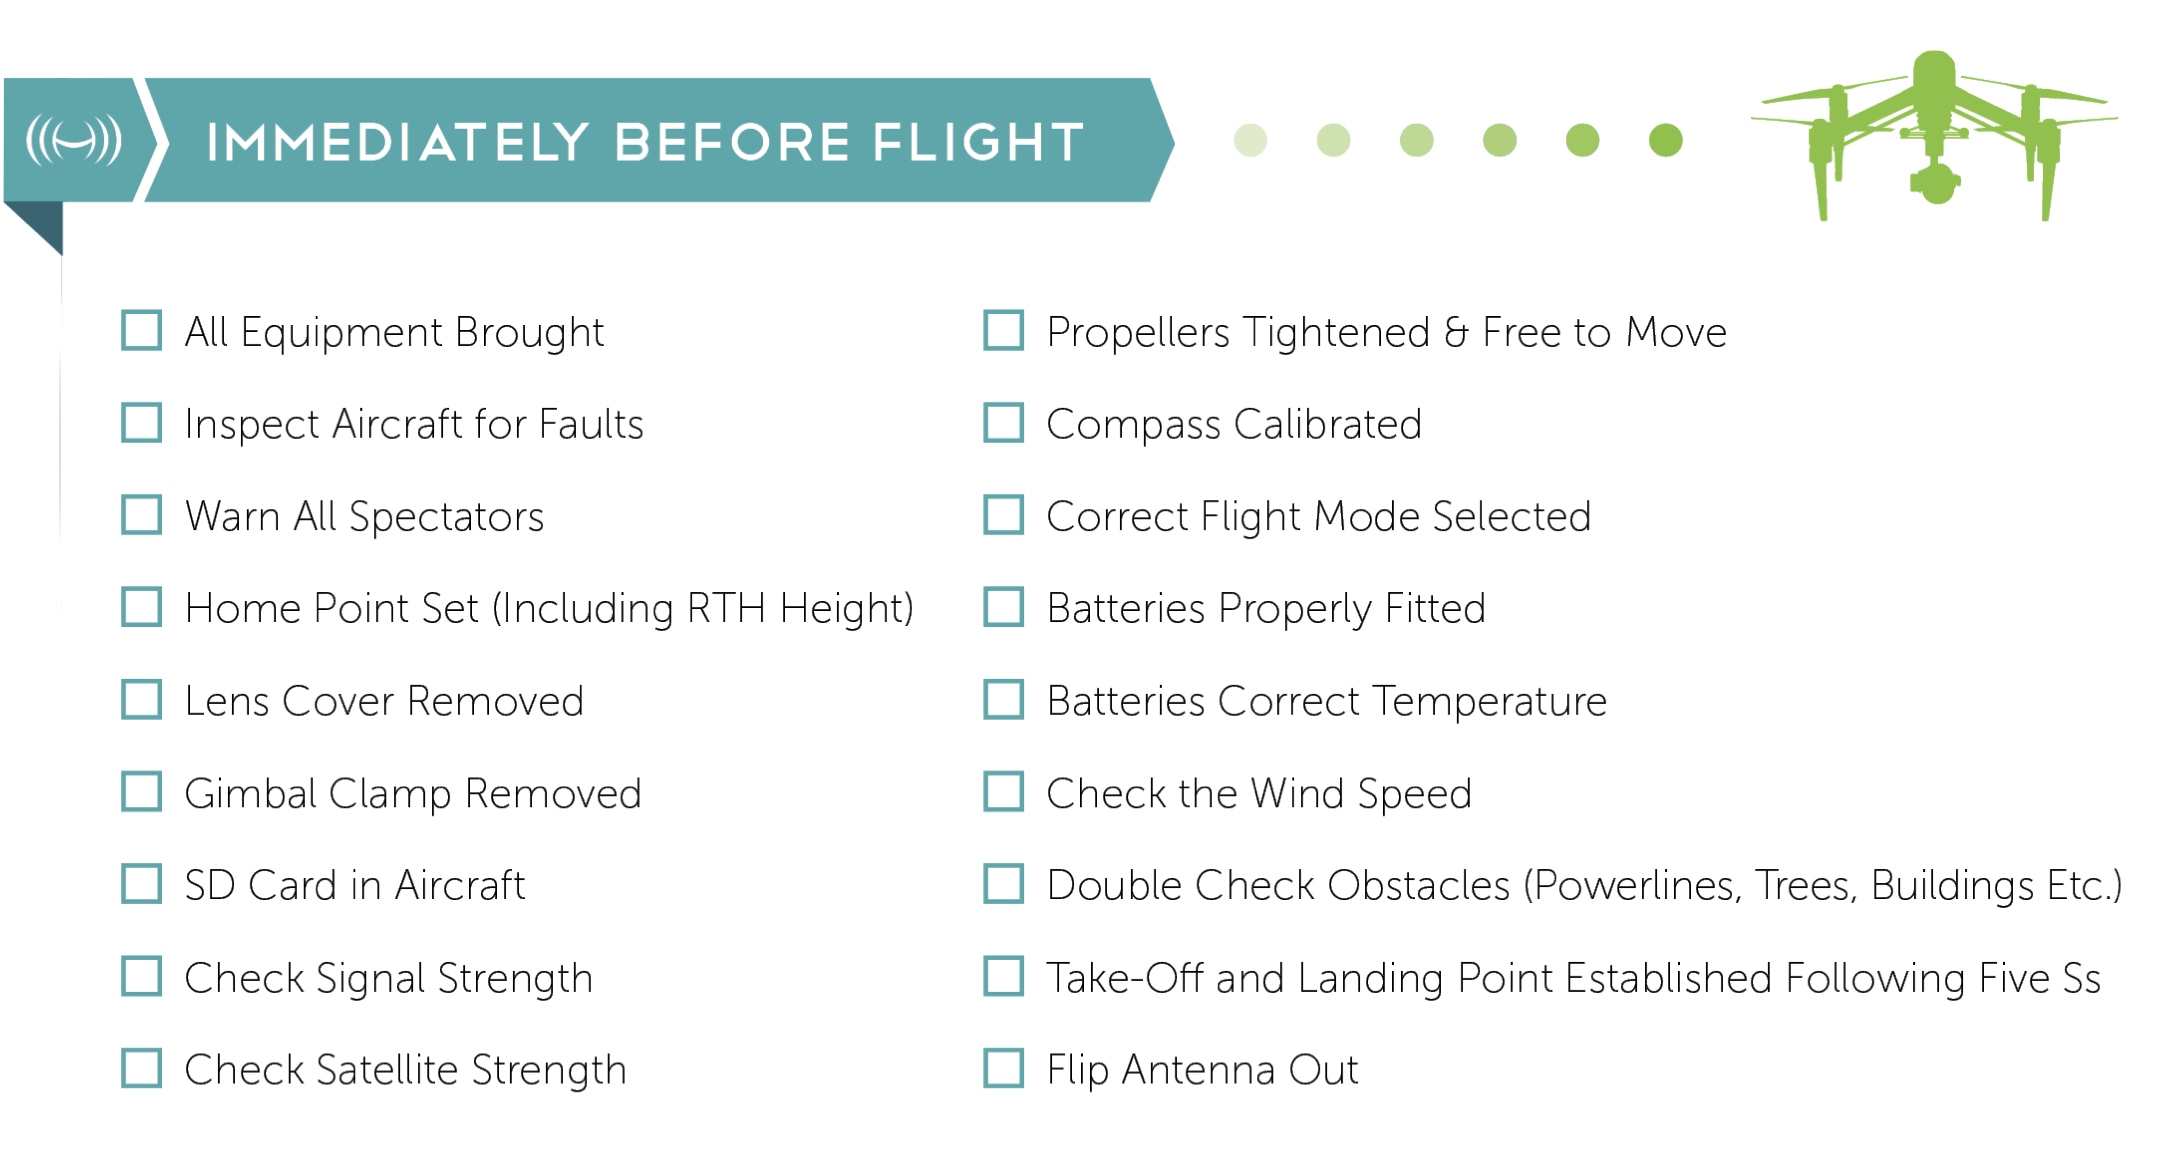 IMMEDIATELY BEFORE FLIGHT
All Equipment Brought
Inspect Aircraft for Faults
Warn All Spectators
Home Point Set (Including RTH Height)
Lens Cover Removed
Gimbal Clamp Removed
SD Card in Aircraft
Check Signal Strength
Check Satellite Strength
Propellers Tightened & Free to Move
Compass Calibrated
Correct Flight Mode Selected
Batteries Properly Fitted
Batteries Correct Temperature
Check the Wind Speed
Double Check Obstacles (Powerlines, Trees, Buildings Etc.)
Take-Off and Landing Point Established Following Five Ss
Flip Antenna Out